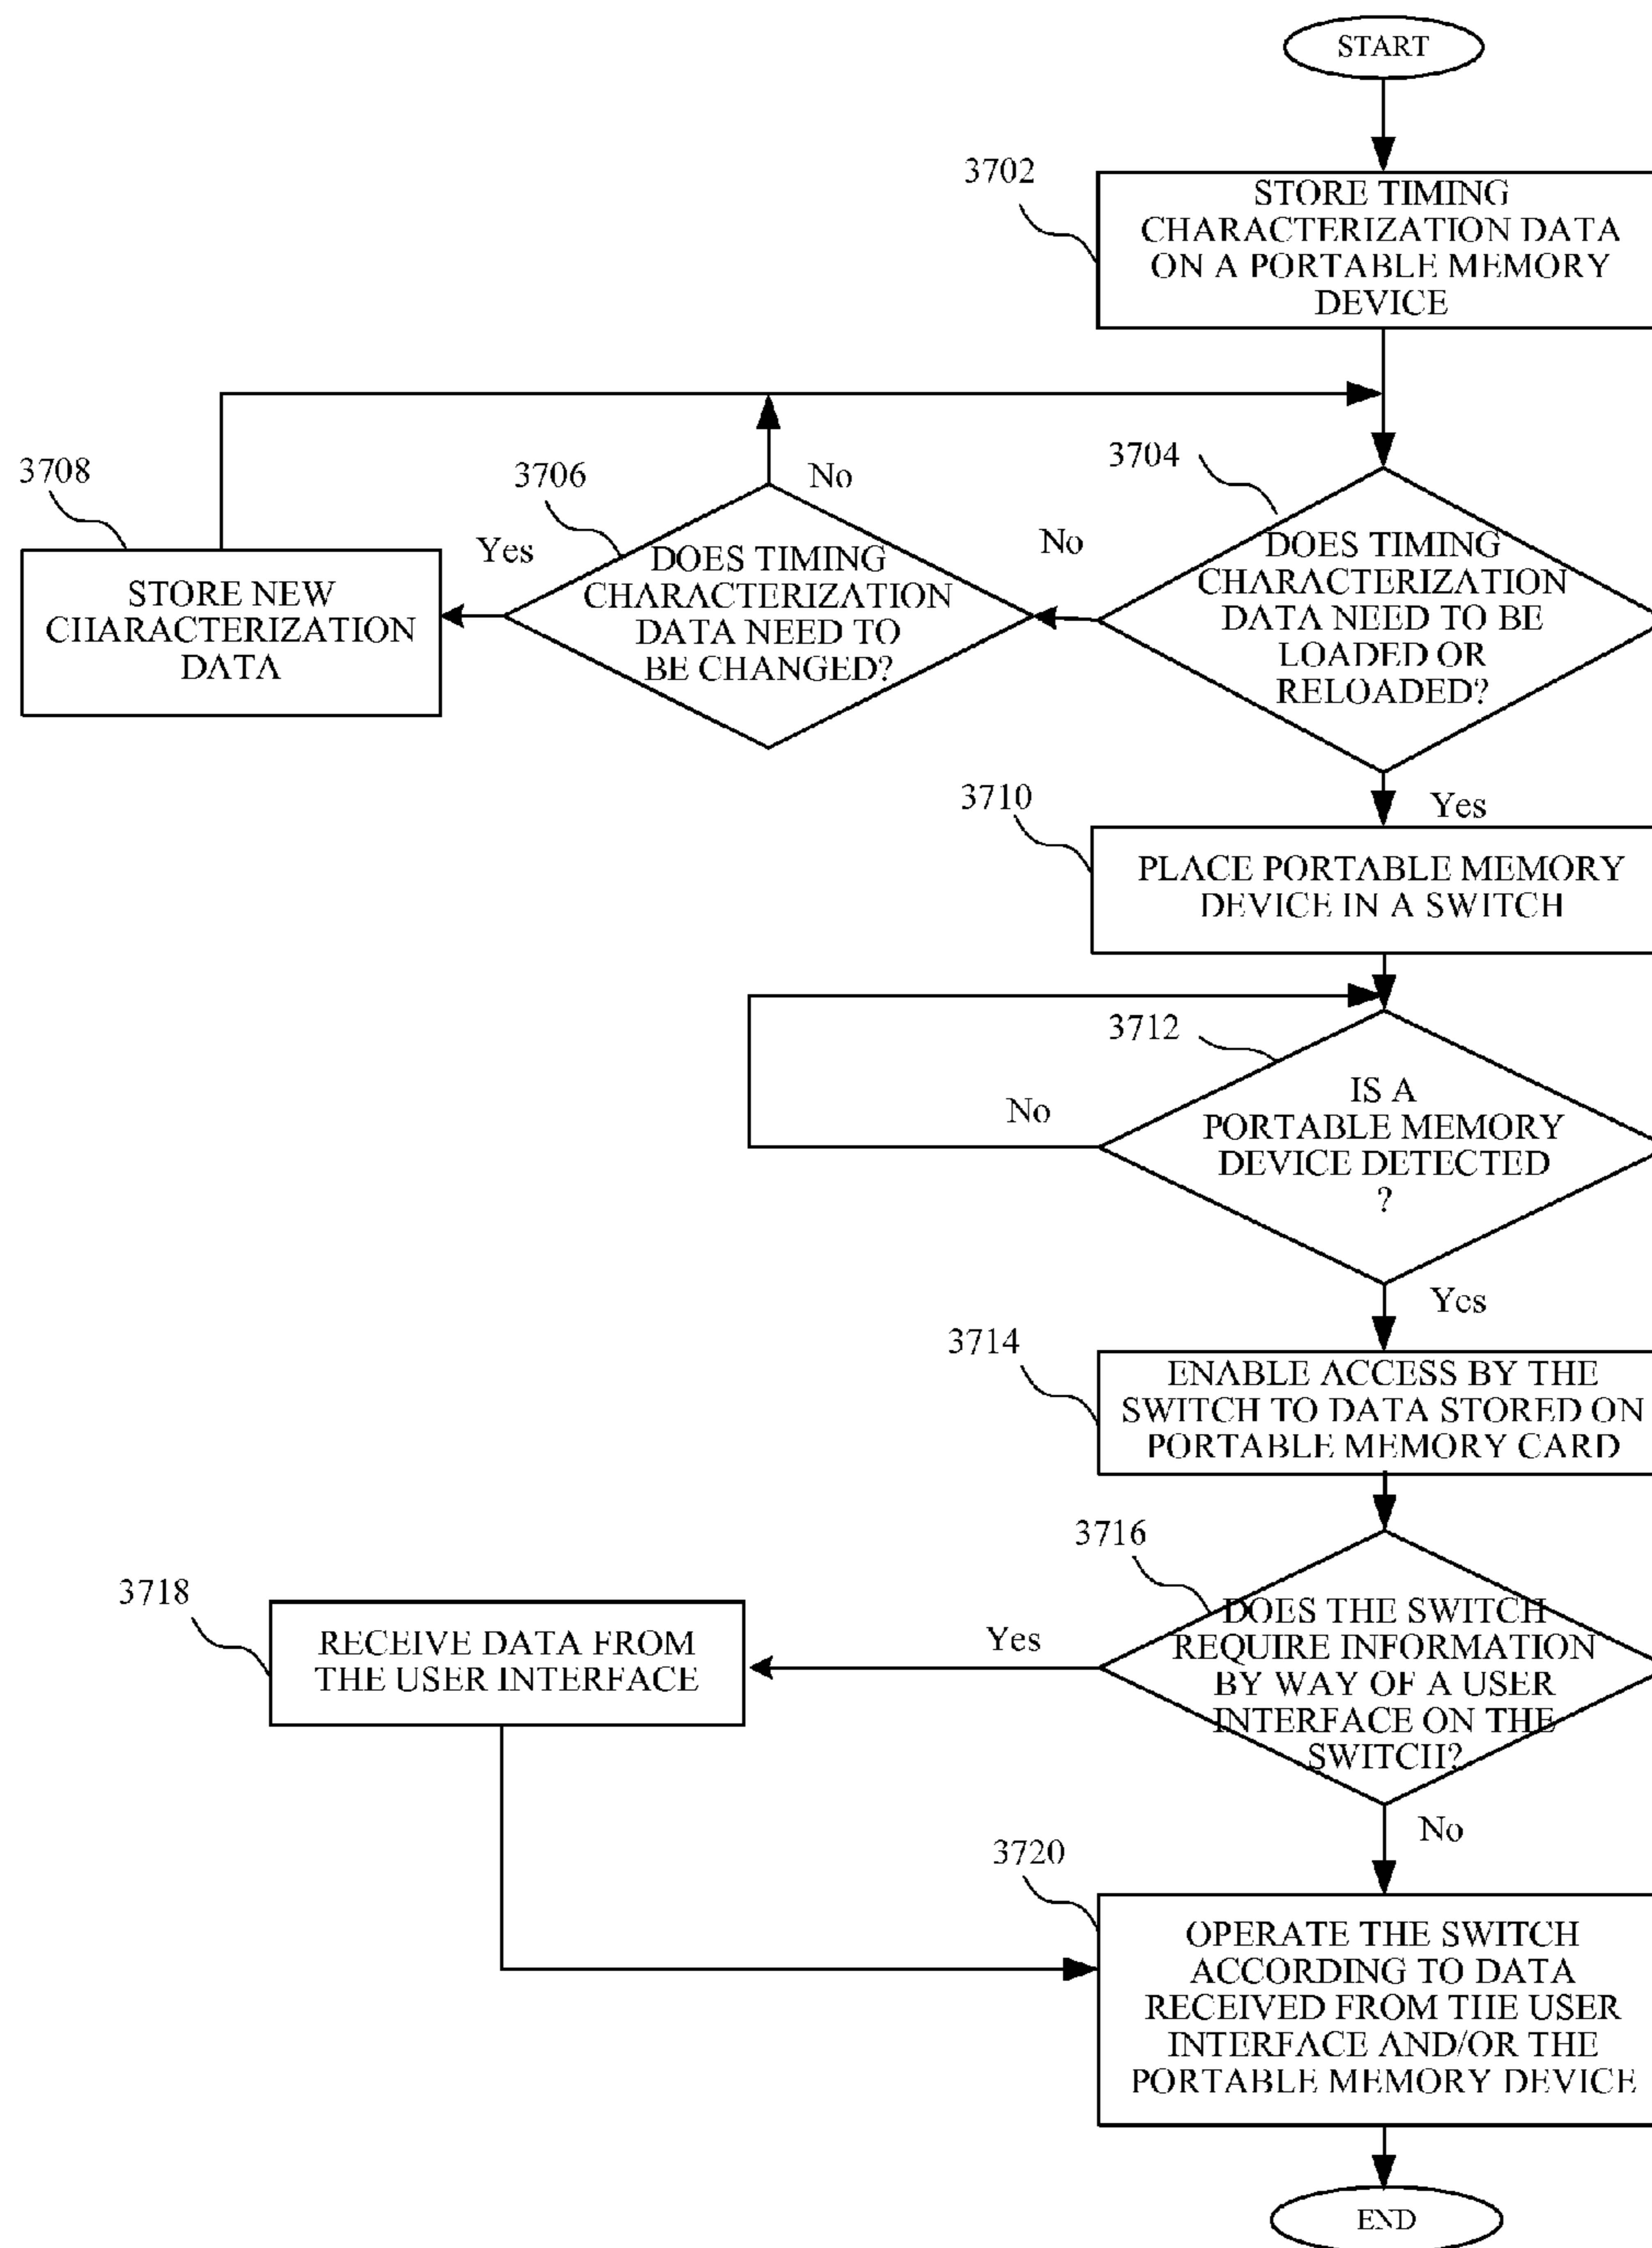 START
3702
STORE TIMING
CHARACTERIZATION DATA
ON A PORTABLE MEMORY
DEVICE
3704
No
DOES TIMING
CHARACTERIZATION
DATA NEED TO BE
LOADED OR
RELOADED?
3706
No
Yes
DOES TIMING
CHARACTERIZATION
DATA NEED TO
BE CHANGED?
3708
STORE NEW
CHARACTERIZATION
DATA
Yes
3710
PLACE PORTABLE MEMORY
DEVICE IN A SWITCH
3712
No
IS A
PORTABLE MEMORY
DEVICE DETECTED
?
Yes
3714
ENABLE ACCESS BY THE
SWITCH TO DATA STORED ON
PORTABLE MEMORY CARD
3716
Yes
DOES THE SWITCH
REQUIRE INFORMATION
BY WAY OF A USER
INTERFACE ON THE
SWITCH?
3718
RECEIVE DATA FROM
THE USER INTERFACE
No
3720
OPERATE THE SWITCH
ACCORDING TO DATA
RECEIVED FROM THE USER
INTERFACE AND/OR THE
PORTABLE MEMORY DEVICE
END